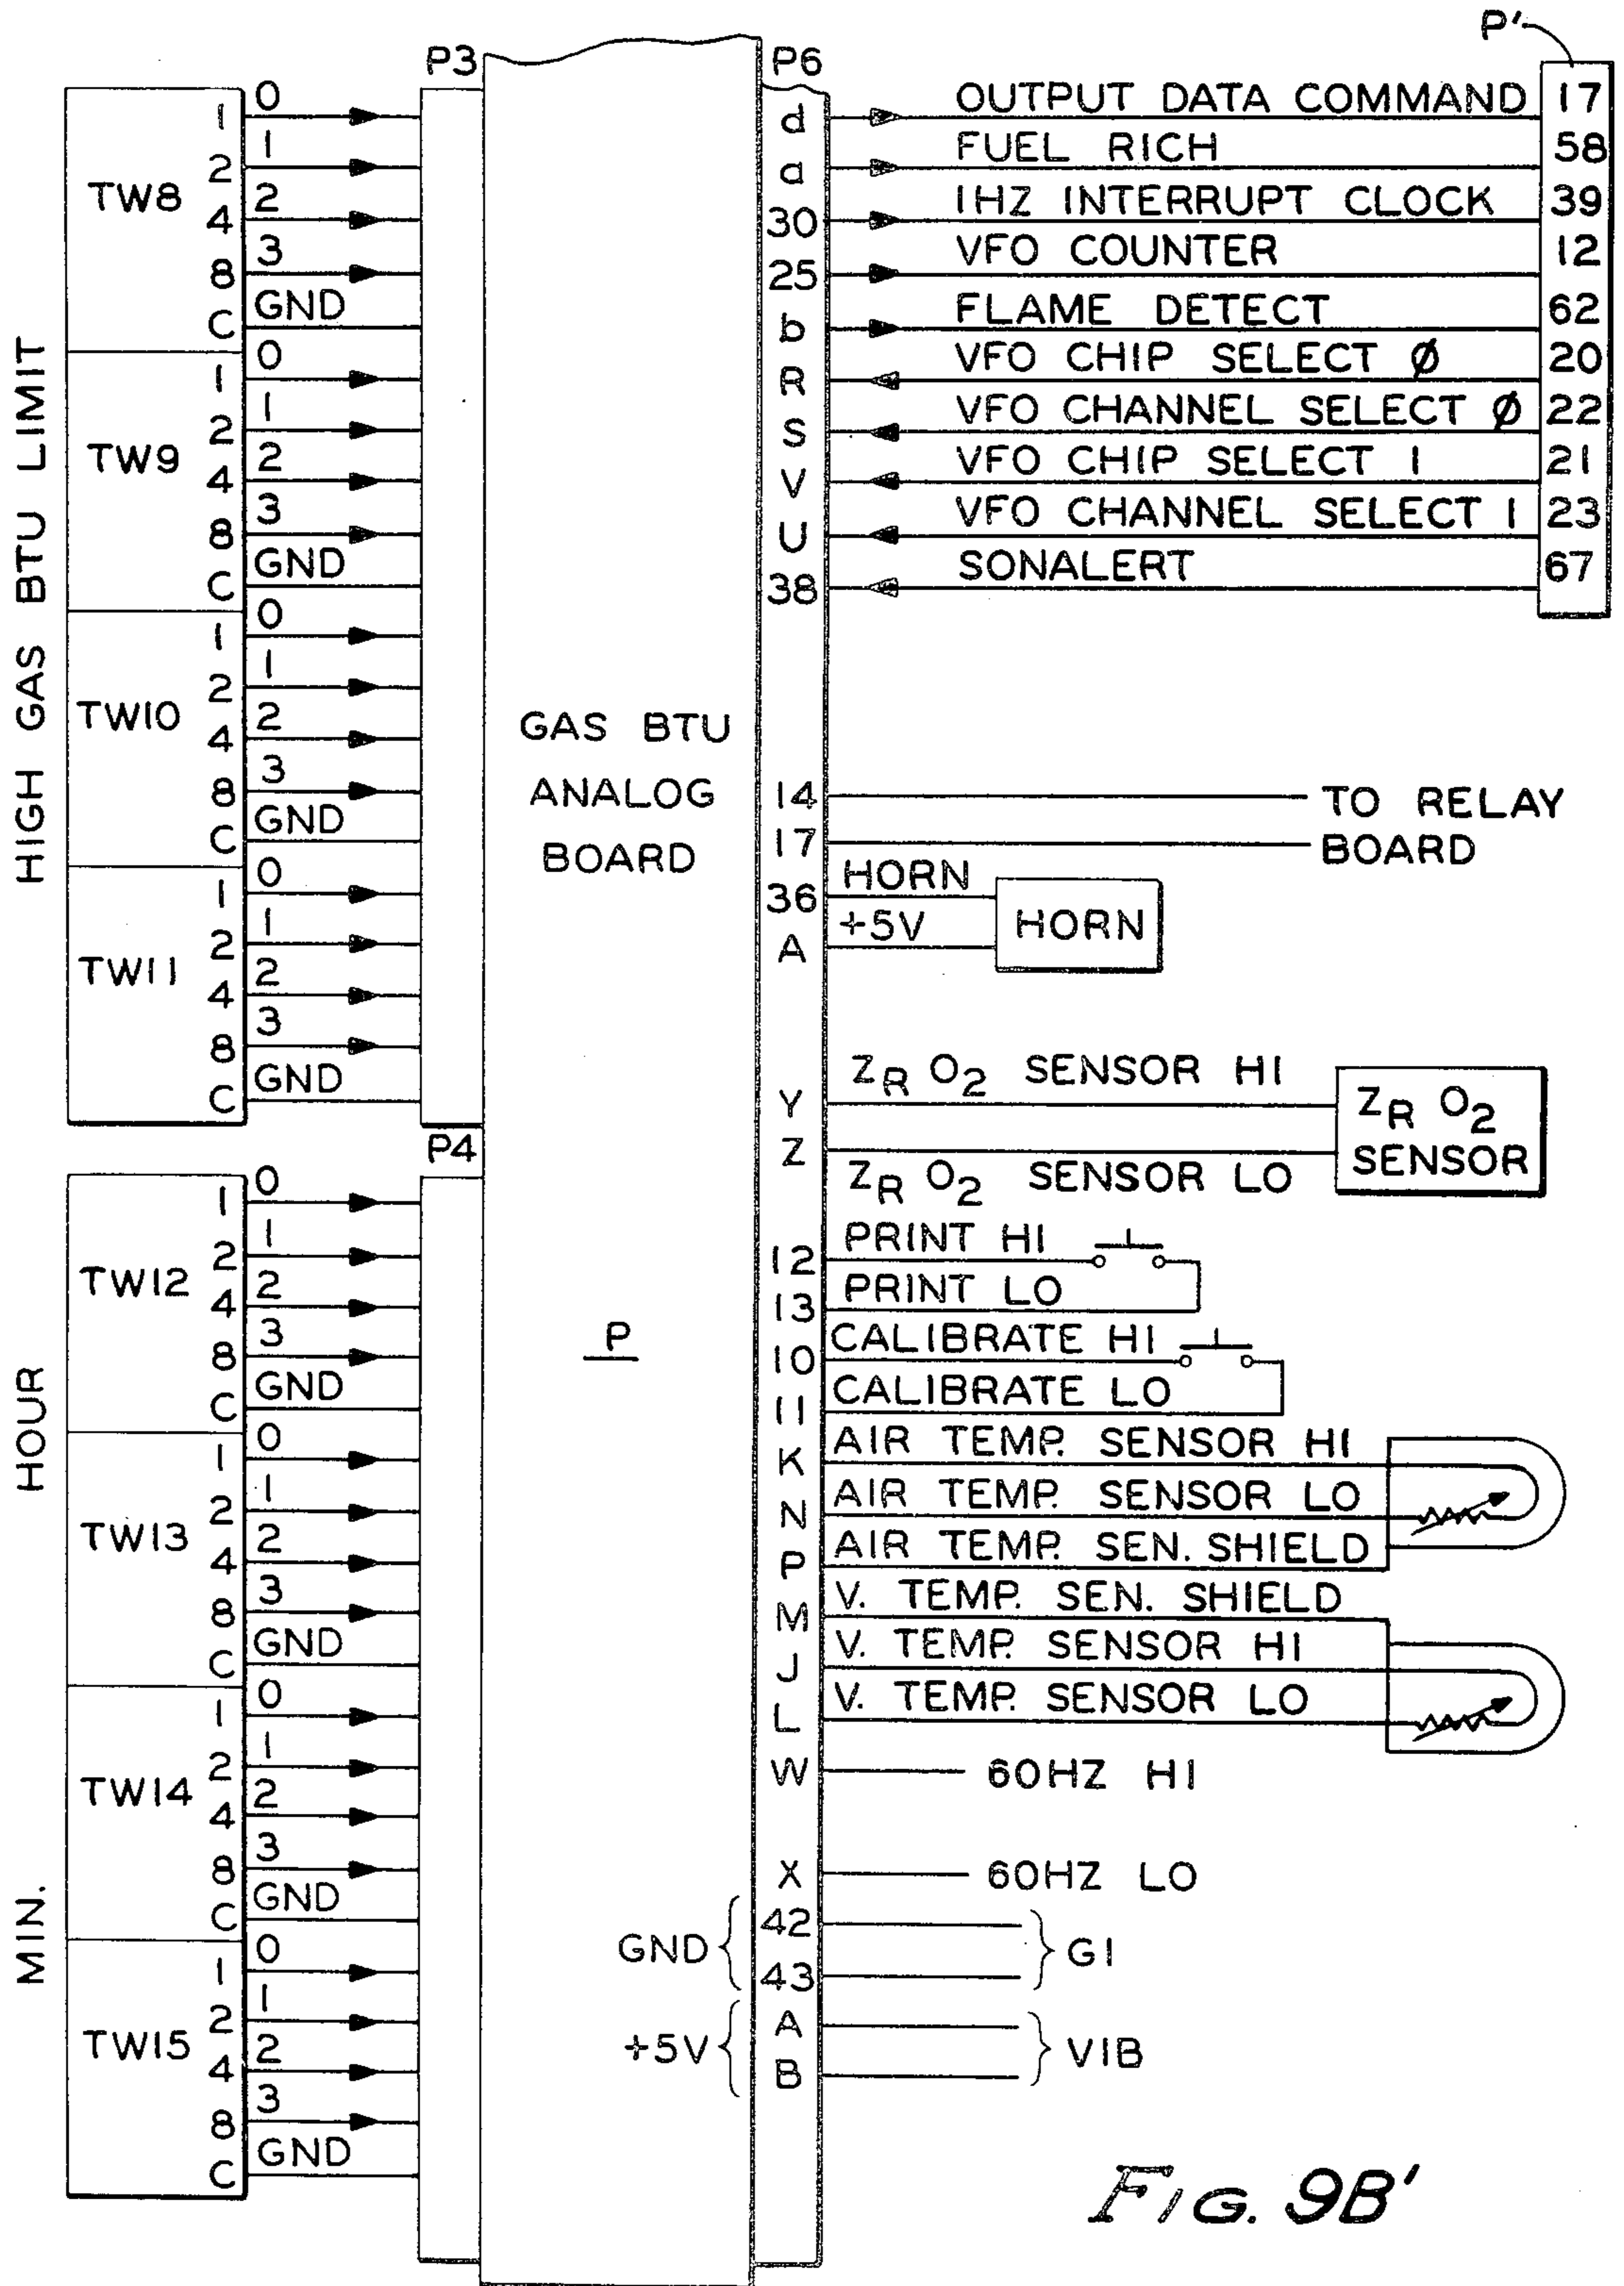 P'
P3
P6
HIGH GAS BTU LIMIT
TW8
1 0
2 1
4 2
8 3
C GND
TW9
1 0
2 1
4 2
8 3
C GND
TW10
1 0
2 1
4 2
8 3
C GND
TW11
1 0
2 1
4 2
8 3
C GND
P4
HOUR
TW12
1 0
2 1
4 2
8 3
C GND
TW13
1 0
2 1
4 2
8 3
C GND
MIN.
TW14
1 0
2 1
4 2
8 3
C GND
TW15
1 0
2 1
4 2
8 3
C GND
GAS BTU
ANALOG
BOARD
P
d OUTPUT DATA COMMAND 17
a FUEL RICH 58
30 1HZ INTERRUPT CLOCK 39
25 VFO COUNTER 12
b FLAME DETECT 62
R VFO CHIP SELECT Ø 20
S VFO CHANNEL SELECT Ø 22
V VFO CHIP SELECT 1 21
U VFO CHANNEL SELECT 1 23
38 SONALERT 67
14 TO RELAY
17 BOARD
36 HORN
A +5V
HORN
Y ZR O2 SENSOR HI
Z ZR O2 SENSOR LO
ZR O2
SENSOR
12 PRINT HI
13 PRINT LO
10 CALIBRATE HI
11 CALIBRATE LO
K AIR TEMP. SENSOR HI
N AIR TEMP. SENSOR LO
P AIR TEMP. SEN. SHIELD
M V. TEMP. SEN. SHIELD
J V. TEMP. SENSOR HI
L V. TEMP. SENSOR LO
W 60HZ HI
X 60HZ LO
GND { 42 43 } G1
+5V { A B } V1B
FIG. 9B'